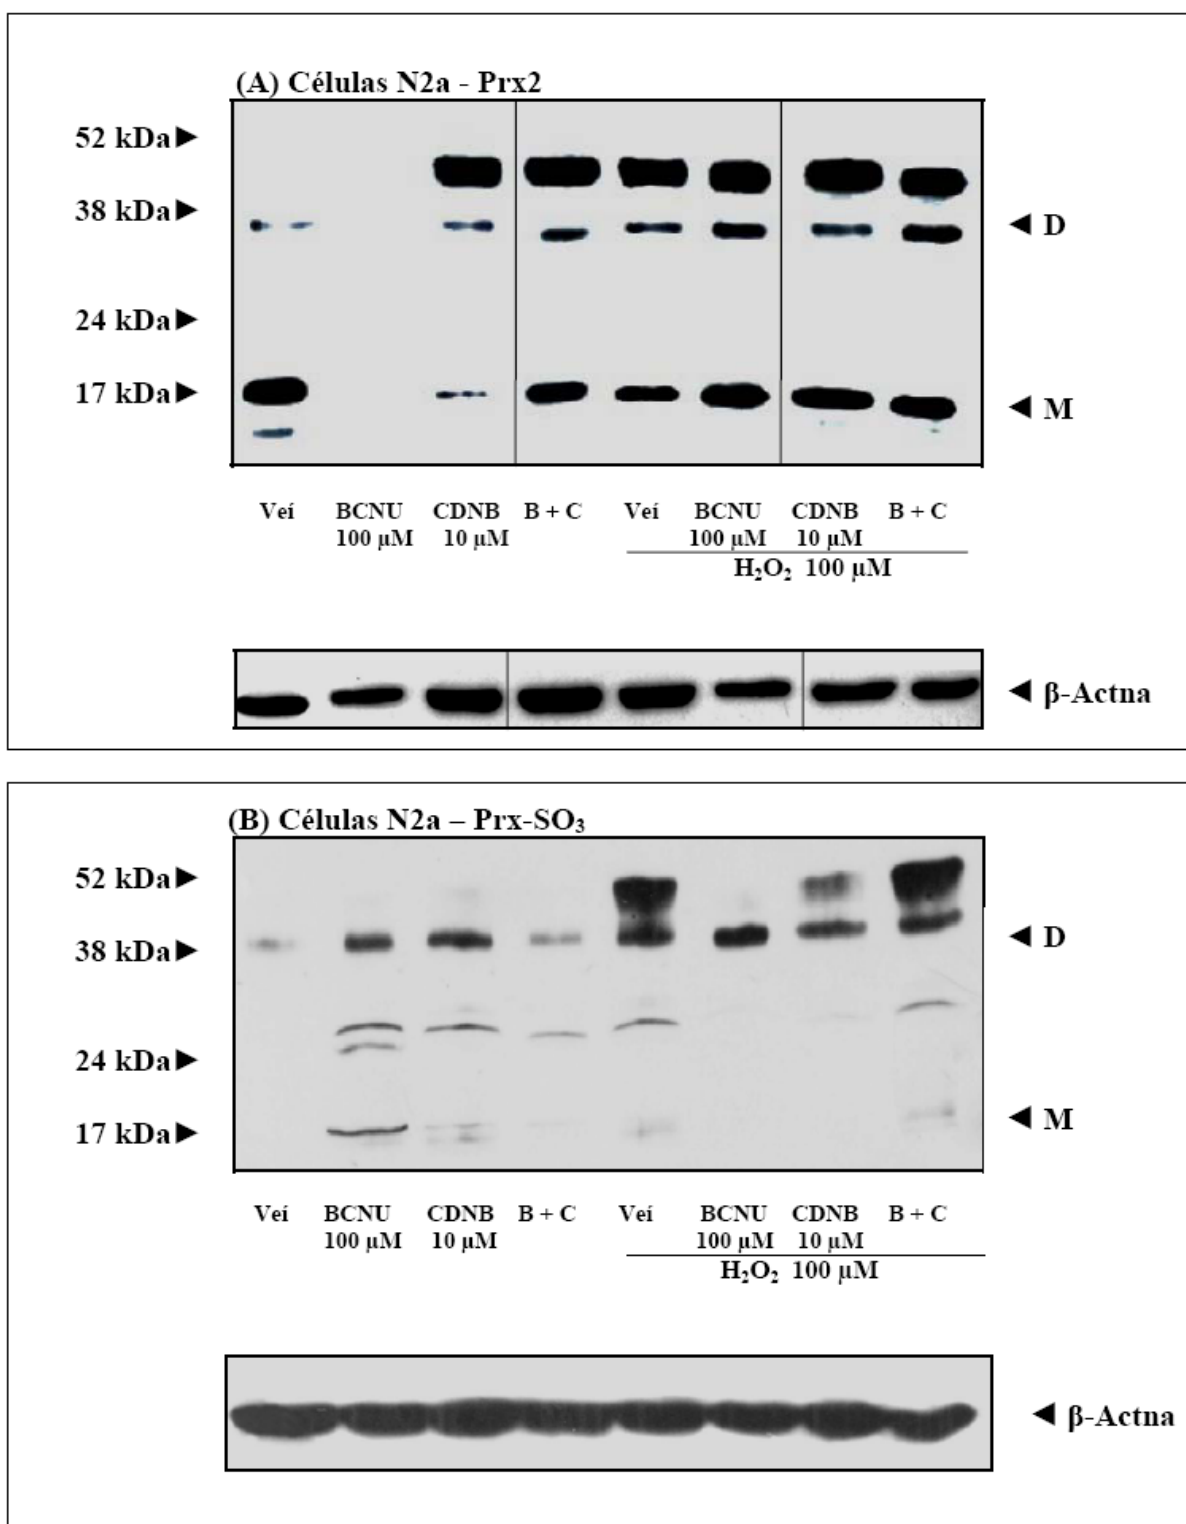 (A) Células N2a - Prx2
52 kDa►
38 kDa►
◄ D
24 kDa►
17 kDa►
◄ M
Veí BCNU CDNB B + C Veí BCNU CDNB B + C
100 µM 10 µM 100 µM 10 µM
H₂O₂ 100 µM
◄ β-Actna
(B) Células N2a – Prx-SO₃
52 kDa►
38 kDa►
◄ D
24 kDa►
◄ M
17 kDa►
Veí BCNU CDNB B + C Veí BCNU CDNB B + C
100 µM 10 µM 100 µM 10 µM
H₂O₂ 100 µM
◄ β-Actna